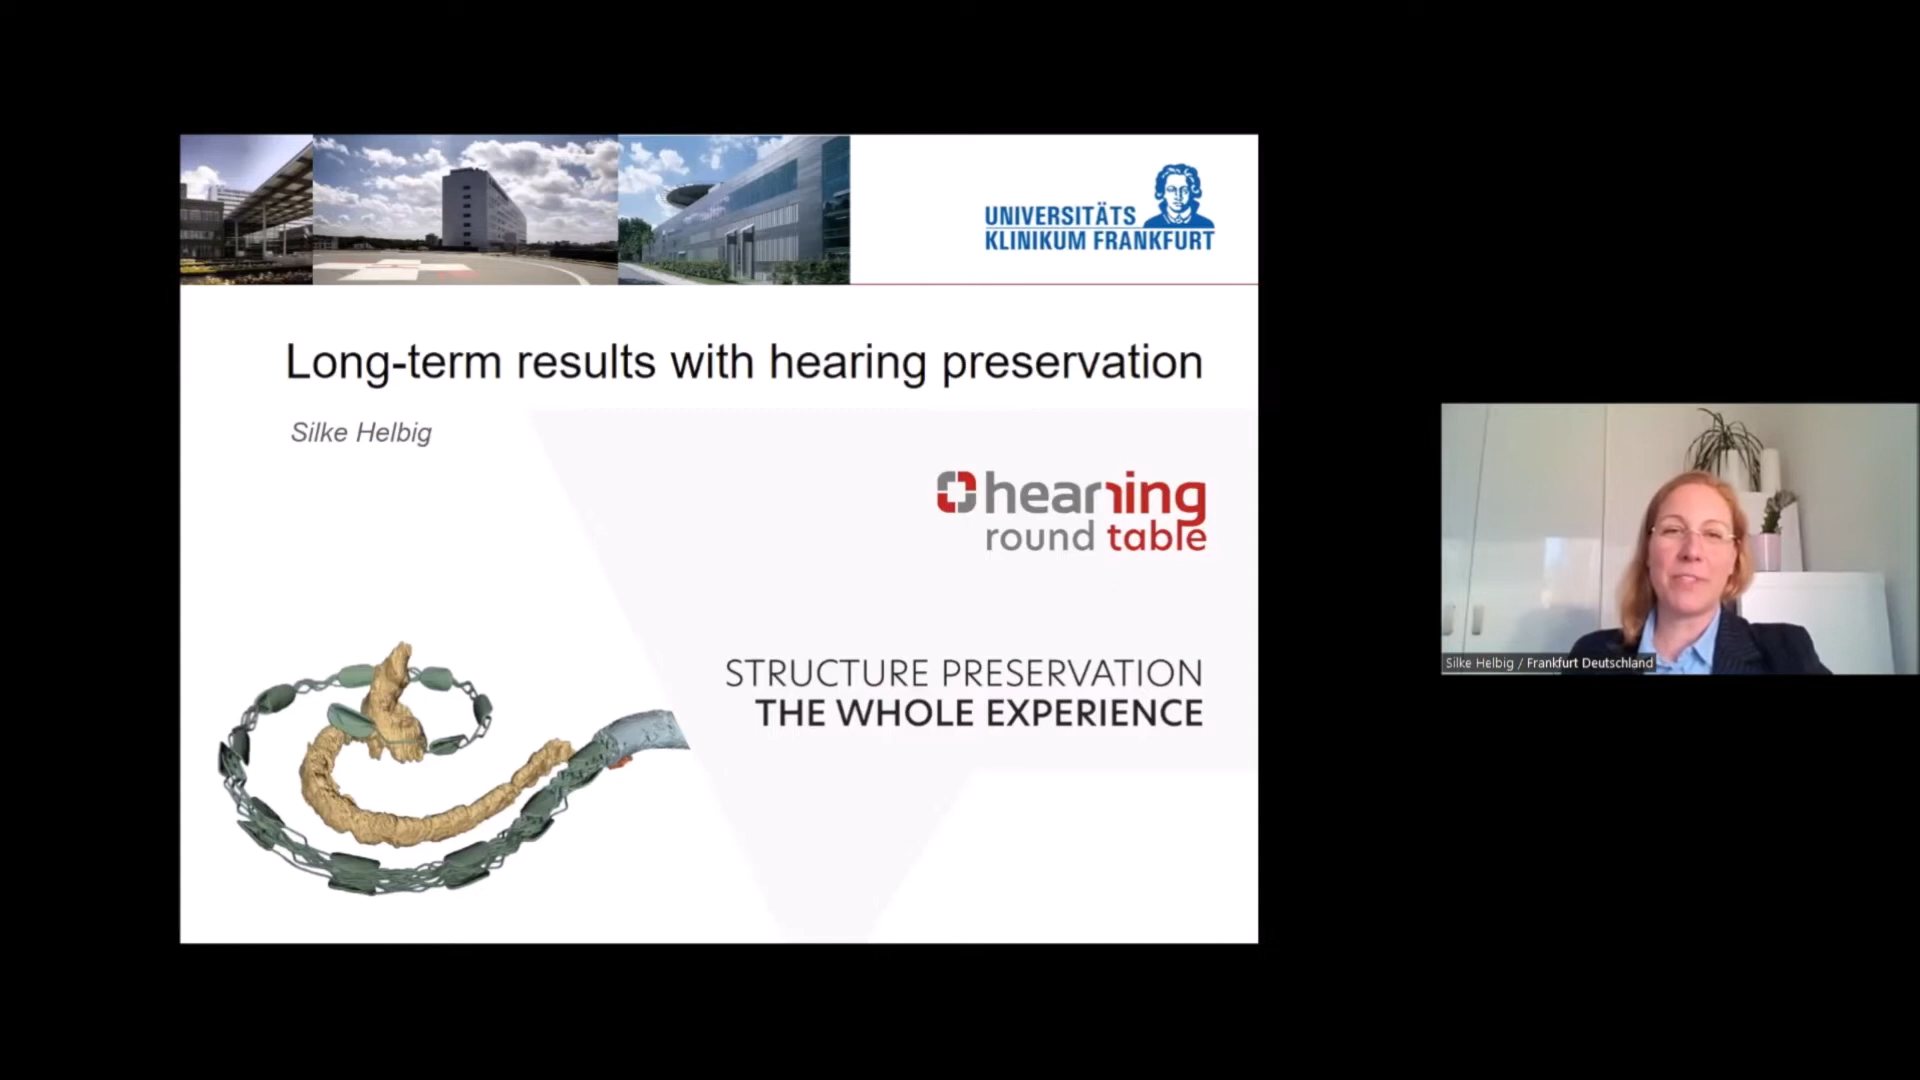 UNIVERSITÄTS
KLINIKUM FRANKFURT
Long-term results with hearing preservation
Silke Helbig
hearring
round table
STRUCTURE PRESERVATION
THE WHOLE EXPERIENCE
Silke Helbig / Frankfurt Deutschland